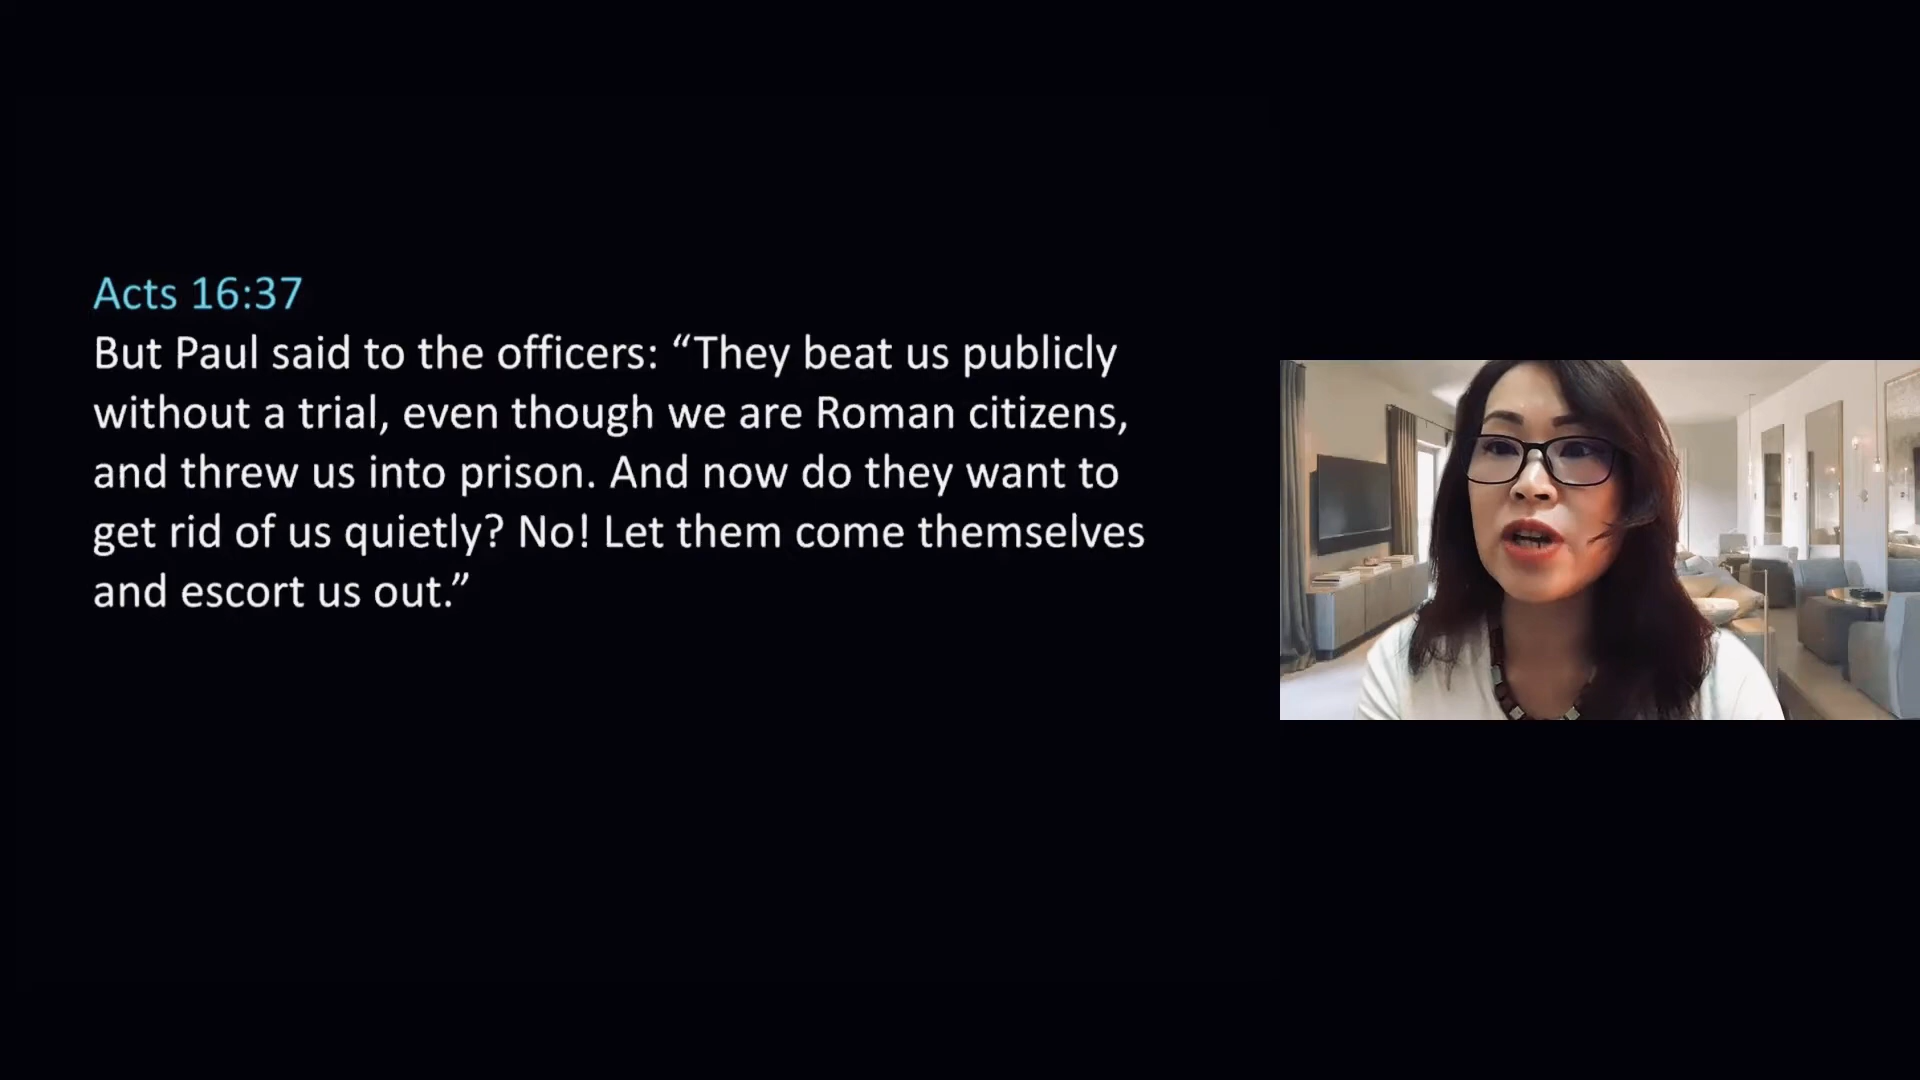 Acts 16:37
But Paul said to the officers: “They beat us publicly
without a trial, even though we are Roman citizens,
and threw us into prison. And now do they want to
get rid of us quietly? No! Let them come themselves
and escort us out.”